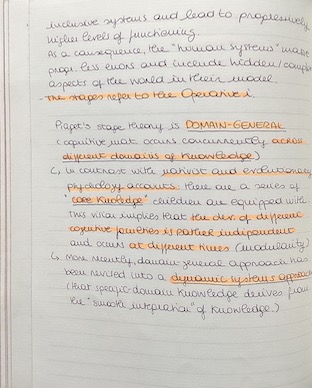 inclusive systems and lead to progressively
higher levels of functioning.
As a consequence, the "human systems" make
progr. less errors and include hidden/complex
aspects of the world in their model.
- The stages refer to the Operative i.
Piaget's stage theory is DOMAIN-GENERAL
(cognitive mat. occurs concurrently across
different domains of knowledge)
↳ in contrast with nativist and evolutionary
psychology accounts: there are a series of
"core knowledge" children are equipped with
this view implies that the dev. of different
cognitive functions is rather independent
and occurs at different times (modularity)
↳ More recently, domain general approach has
been revised into a dynamic systems approach
(that specific-domain knowledge derives from
the "smooth integration" of knowledge.)